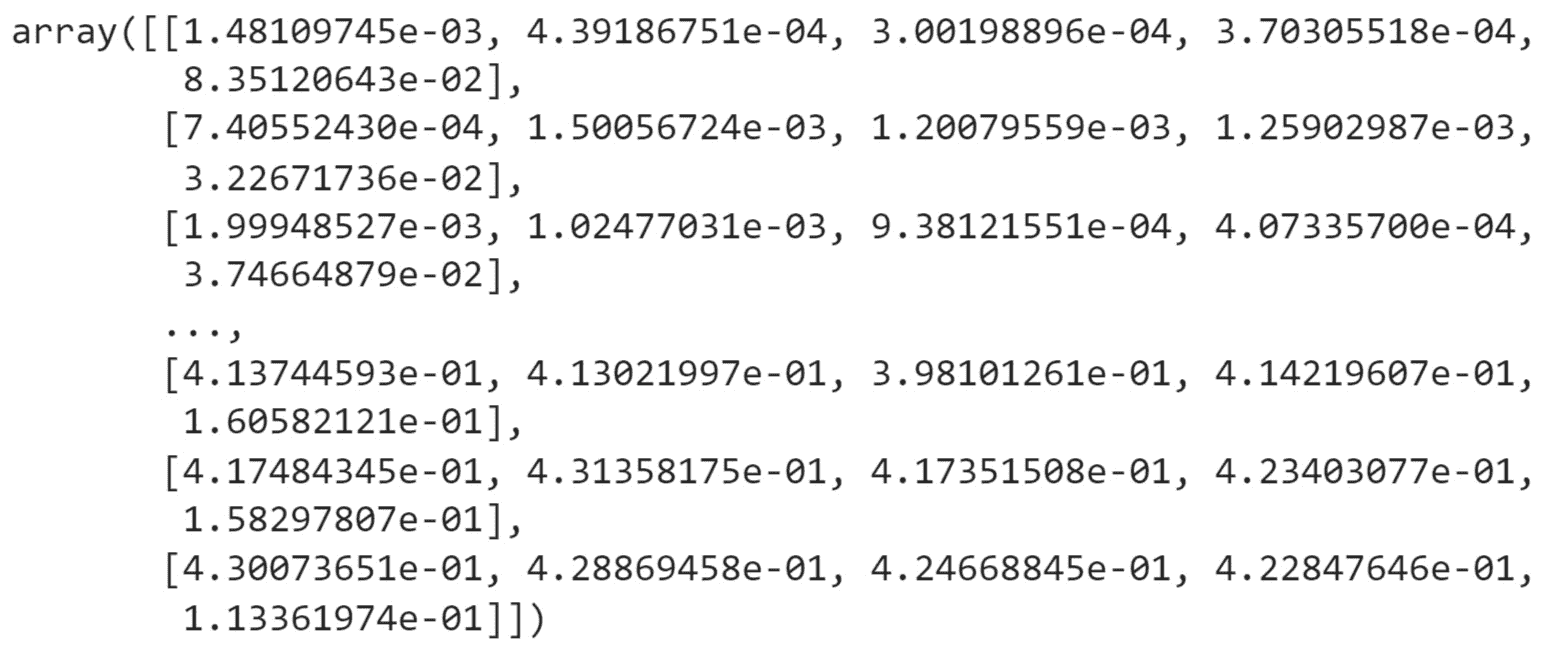 array([[1.48109745e-03, 4.39186751e-04, 3.00198896e-04, 3.70305518e-04,
8.35120643e-02],
[7.40552430e-04, 1.50056724e-03, 1.20079559e-03, 1.25902987e-03,
3.22671736e-02],
[1.99948527e-03, 1.02477031e-03, 9.38121551e-04, 4.07335700e-04,
3.74664879e-02],
...,
[4.13744593e-01, 4.13021997e-01, 3.98101261e-01, 4.14219607e-01,
1.60582121e-01],
[4.17484345e-01, 4.31358175e-01, 4.17351508e-01, 4.23403077e-01,
1.58297807e-01],
[4.30073651e-01, 4.28869458e-01, 4.24668845e-01, 4.22847646e-01,
1.13361974e-01]])